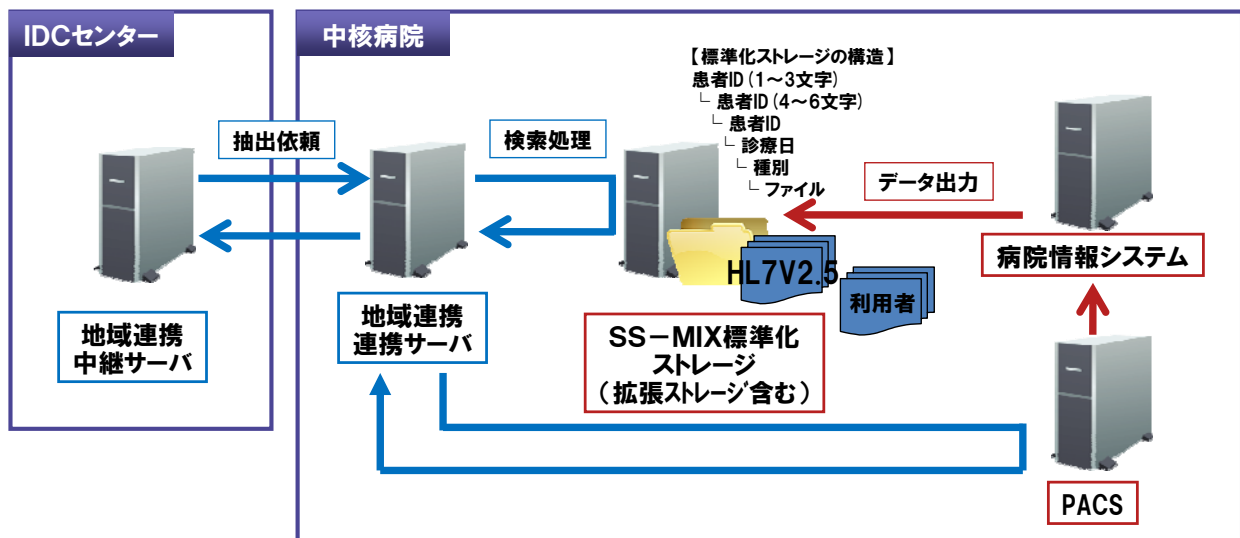 IDCセンター
中核病院
【標準化ストレージの構造】
患者ID(1～3文字)
└ 患者ID(4～6文字)
└ 患者ID
└ 診療日
└ 種別
└ ファイル
抽出依頼
検索処理
データ出力
HL7V2.5
利用者
病院情報システム
地域連携
中継サーバ
地域連携
連携サーバ
SS－MIX標準化
ストレージ
(拡張ストレージ含む)
PACS